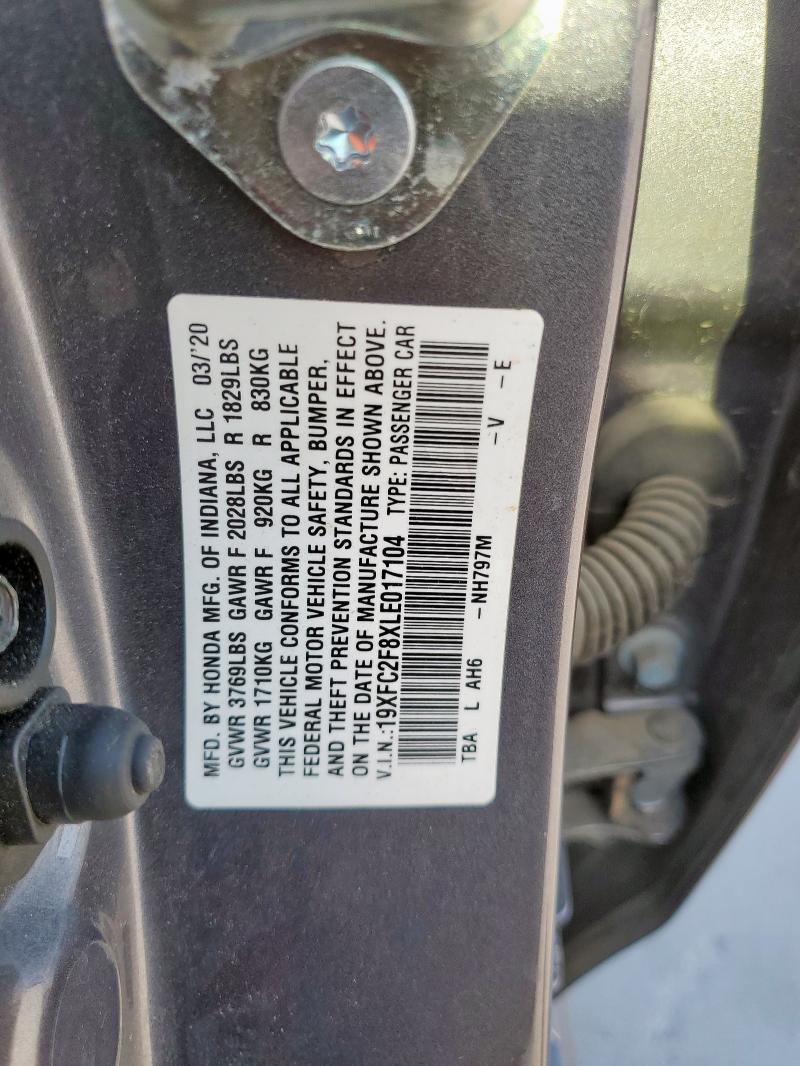 MFD. BY HONDA MFG. OF INDIANA, LLC 03/'20
GVWR 3769LBS GAWR F 2028LBS R 1829LBS
GVWR 1710KG GAWR F 920KG R 830KG
THIS VEHICLE CONFORMS TO ALL APPLICABLE
FEDERAL MOTOR VEHICLE SAFETY, BUMPER,
AND THEFT PREVENTION STANDARDS IN EFFECT
ON THE DATE OF MANUFACTURE SHOWN ABOVE.
V.I.N.:19XFC2F8XLE017104 TYPE: PASSENGER CAR
TBA L AH6 -NH797M -V -E